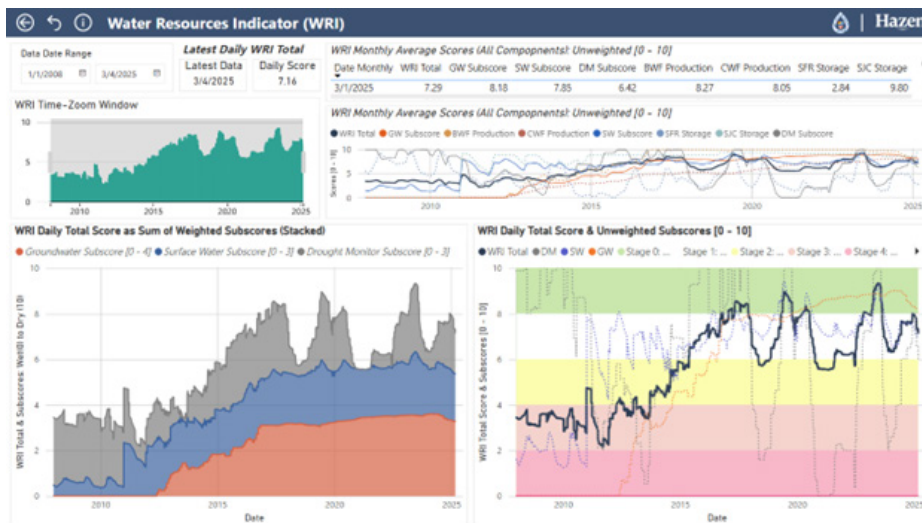 Water Resources Indicator (WRI)
Hazen
Data Date Range
1/1/2008
3/4/2025
Latest Daily WRI Total
Latest Data
Daily Score
3/4/2025
7.16
WRI Monthly Average Scores (All Compopnents): Unweighted [0 - 10]
Date Monthly WRI Total GW Subscore SW Subscore DM Subscore BWF Production CWF Production SFR Storage SJC Storage
3/1/2025 7.29 8.18 7.85 6.42 8.27 8.05 2.84 9.80
WRI Time-Zoom Window
10
5
0
2010 2015 2020 2025
WRI Monthly Average Scores (All Compopnents): Unweighted [0 - 10]
WRI Total GW Subscore BWF Production CWF Production SW Subscore SFR Storage SJC Storage DM Subscore
Scores [0 - 10]
10
5
0
2010 2015 2020 2025
WRI Daily Total Score as Sum of Weighted Subscores (Stacked)
Groundwater Subscore [0 - 4] Surface Water Subscore [0 - 3] Drought Monitor Subscore [0 - 3]
WRI Total & Subscores: Wet(0) to Dry (10)
10
8
6
4
2
0
2010 2015 2020 2025
Date
WRI Daily Total Score & Unweighted Subscores [0 - 10]
WRI Total DM SW GW Stage 0: ... Stage 1: ... Stage 2: ... Stage 3: ... Stage 4: ...
WRI Total Score & Subscores [0 - 10]
10
8
6
4
2
0
2010 2015 2020 2025
Date